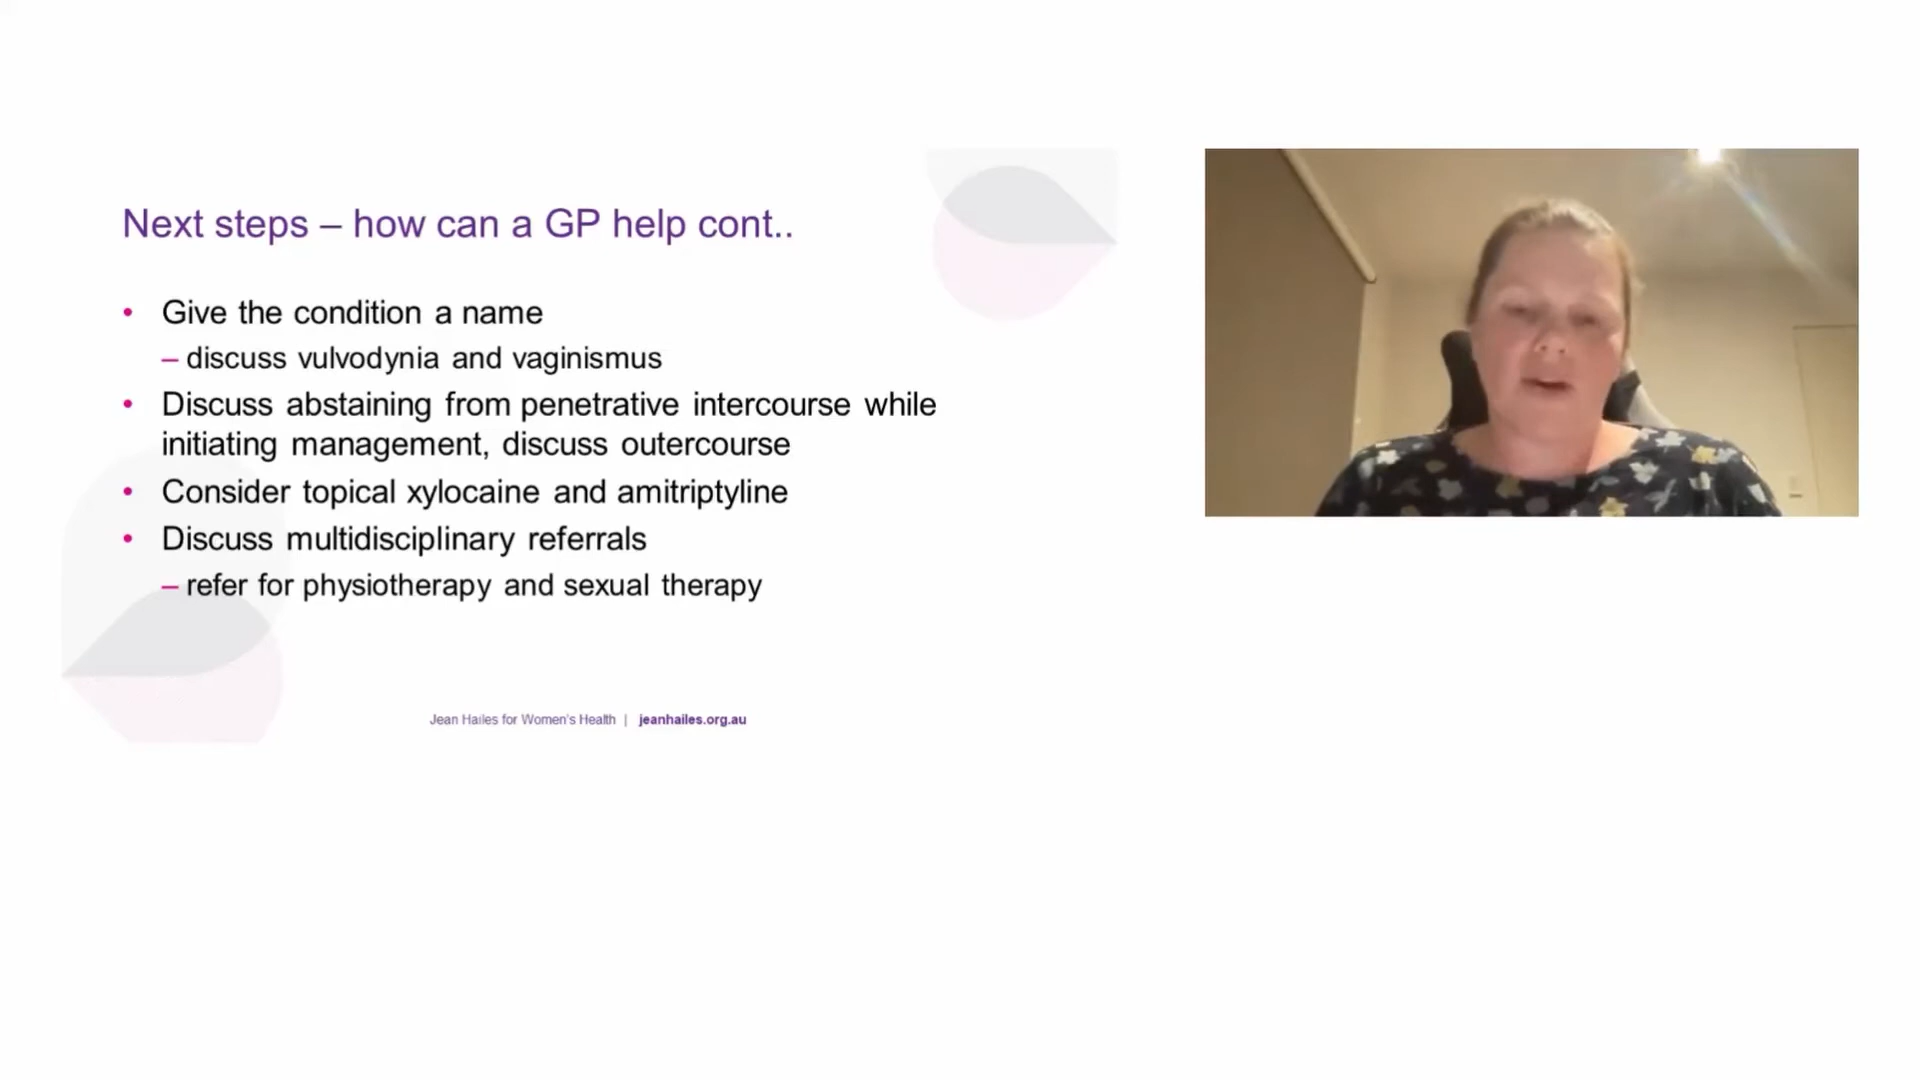 Next steps – how can a GP help cont..
• Give the condition a name
– discuss vulvodynia and vaginismus
• Discuss abstaining from penetrative intercourse while
initiating management, discuss outercourse
• Consider topical xylocaine and amitriptyline
• Discuss multidisciplinary referrals
– refer for physiotherapy and sexual therapy
Jean Hailes for Women's Health | jeanhailes.org.au